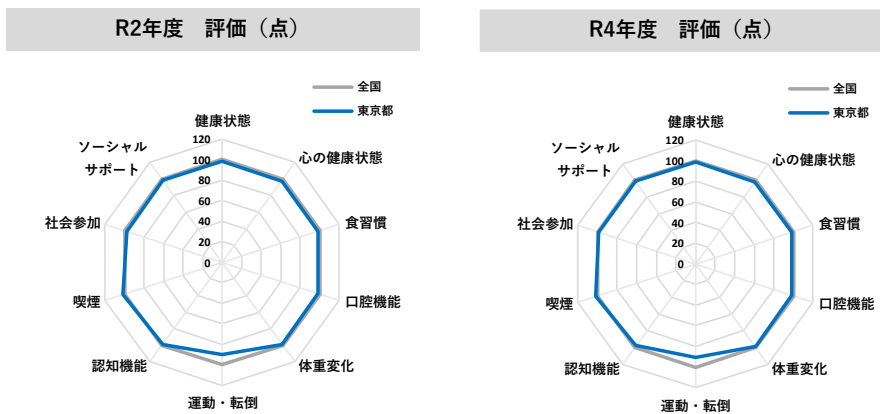 R2年度 評価（点）
全国
東京都
健康状態
心の健康状態
食習慣
口腔機能
体重変化
運動・転倒
認知機能
喫煙
社会参加
ソーシャル
サポート
120
100
80
60
40
20
0
R4年度 評価（点）
全国
東京都
健康状態
心の健康状態
食習慣
口腔機能
体重変化
運動・転倒
認知機能
喫煙
社会参加
ソーシャル
サポート
120
100
80
60
40
20
0